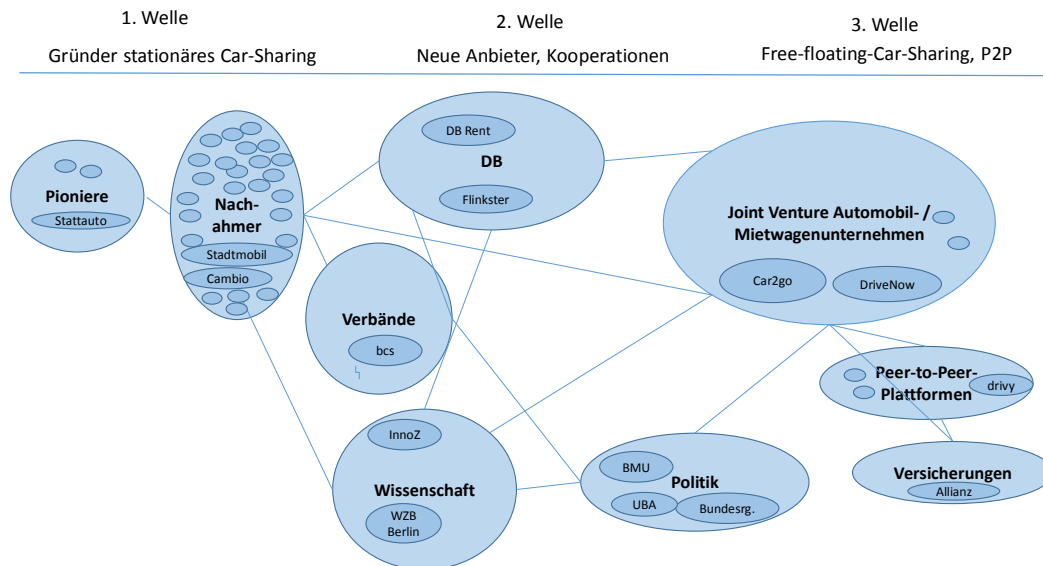 1. Welle
Gründer stationäres Car-Sharing
2. Welle
Neue Anbieter, Kooperationen
3. Welle
Free-floating-Car-Sharing, P2P
Pioniere
Stattauto
Nach-
ahmer
Stadtmobil
Cambio
DB Rent
DB
Flinkster
Verbände
bcs
InnoZ
Wissenschaft
WZB
Berlin
Joint Venture Automobil- /
Mietwagenunternehmen
Car2go
DriveNow
Peer-to-Peer-
Plattformen
drivy
BMU
Politik
UBA
Bundesrg.
Versicherungen
Allianz